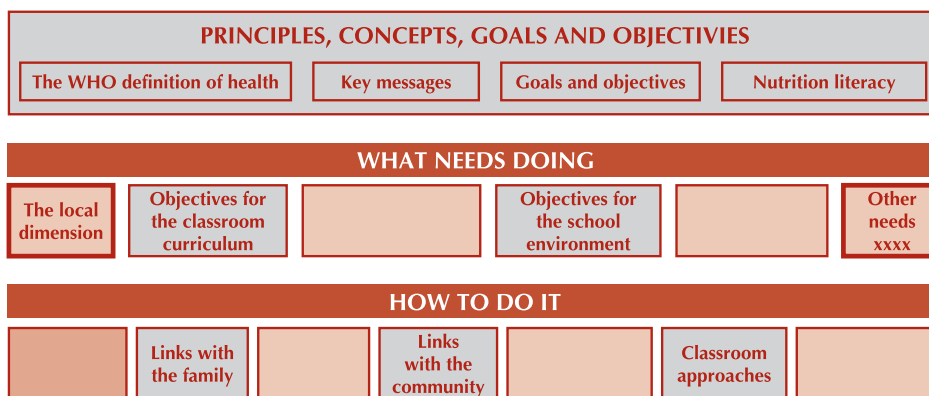 PRINCIPLES, CONCEPTS, GOALS AND OBJECTIVIES
The WHO definition of health
Key messages
Goals and objectives
Nutrition literacy
WHAT NEEDS DOING
The local
dimension
Objectives for
the classroom
curriculum
Objectives for
the school
environment
Other
needs
xxxx
HOW TO DO IT
Links with
the family
Links
with the
community
Classroom
approaches